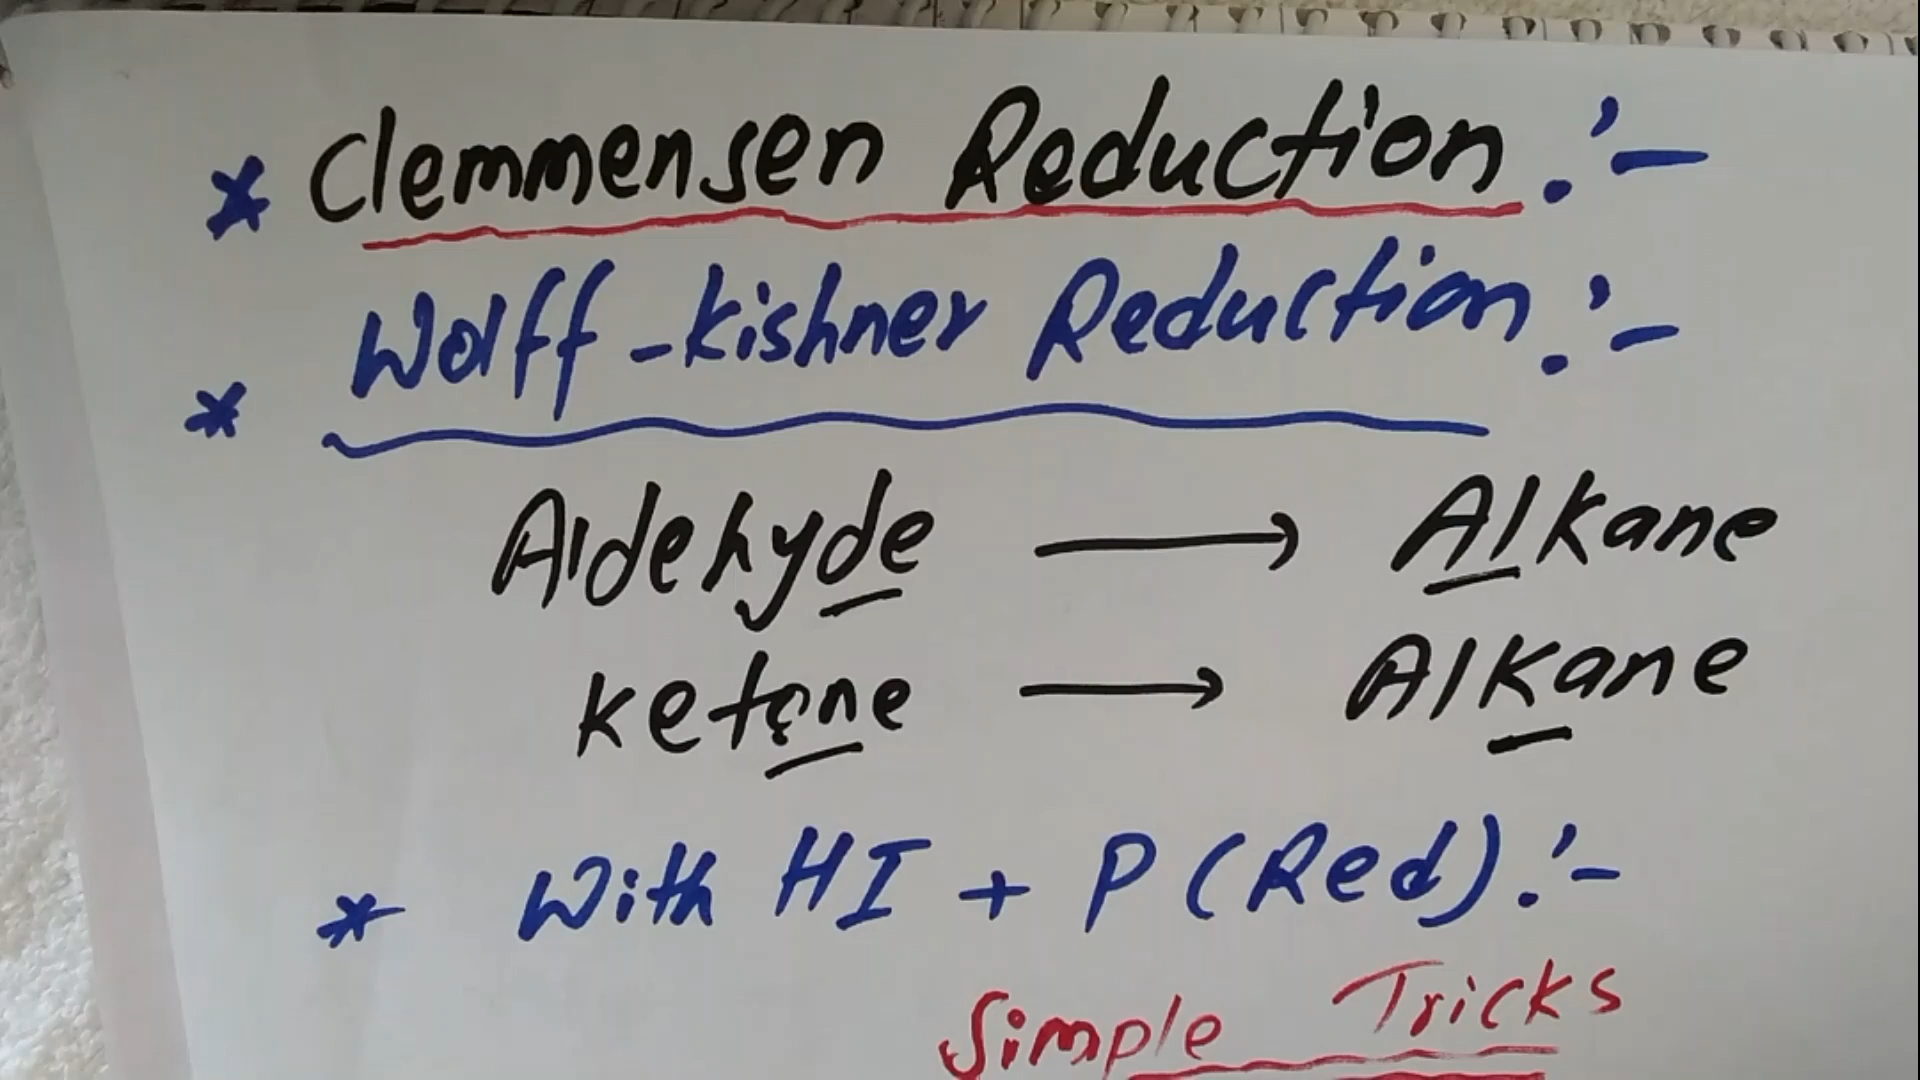 * Clemmensen Reduction :-
* Wolff-Kishner Reduction :-
Aldehyde → Alkane
Ketone → Alkane
* With HI + P (Red) :-
Simple Tricks